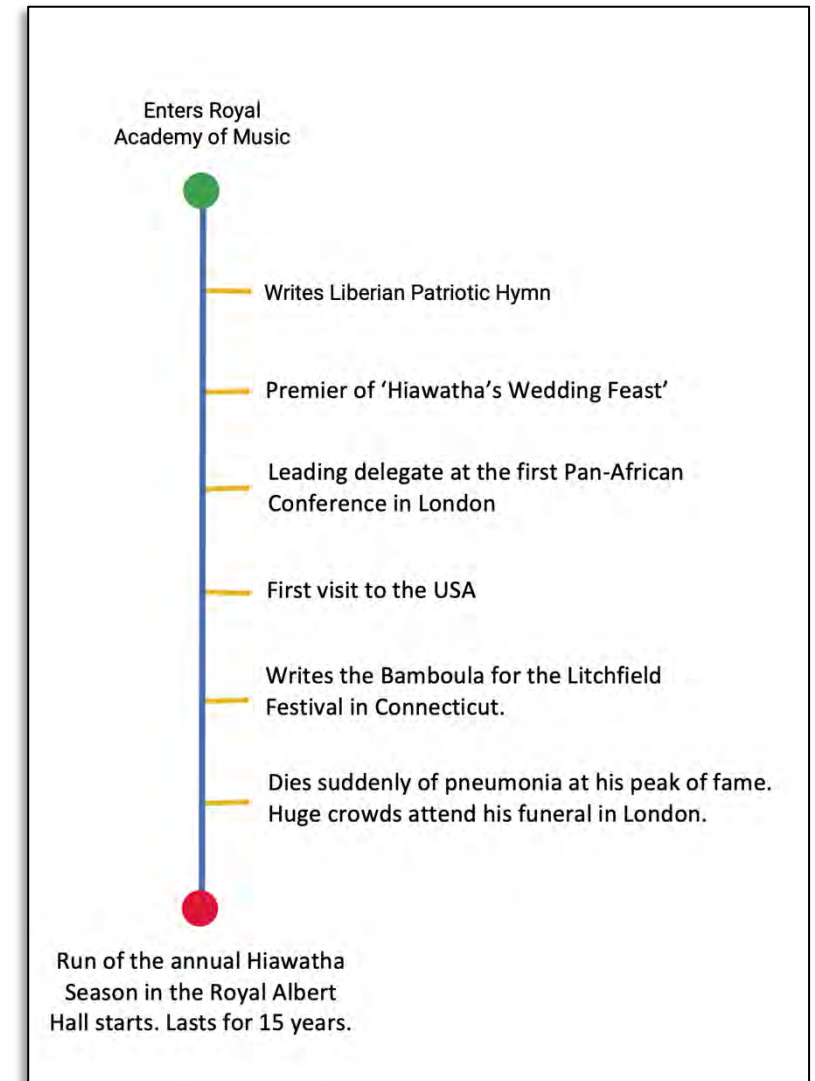 Enters Royal
Academy of Music
Writes Liberian Patriotic Hymn
Premier of ‘Hiawatha’s Wedding Feast’
Leading delegate at the first Pan-African
Conference in London
First visit to the USA
Writes the Bamboula for the Litchfield
Festival in Connecticut.
Dies suddenly of pneumonia at his peak of fame.
Huge crowds attend his funeral in London.
Run of the annual Hiawatha
Season in the Royal Albert
Hall starts. Lasts for 15 years.